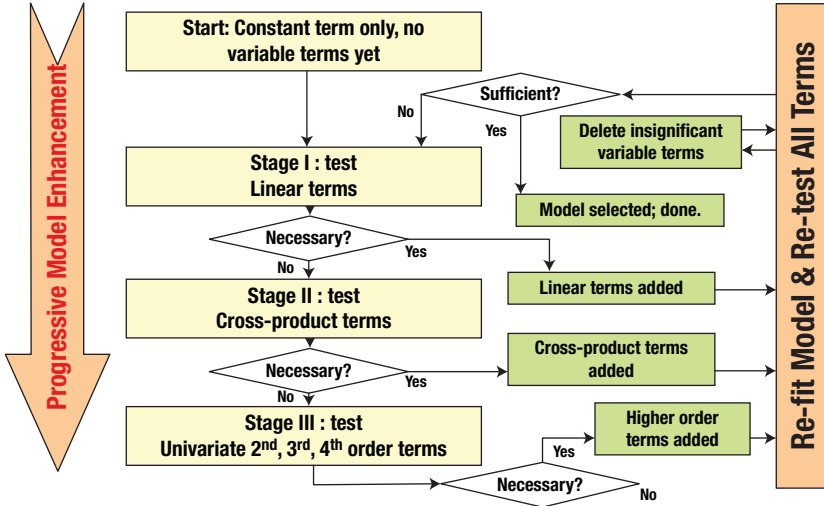 Progressive Model Enhancement
Start: Constant term only, no
variable terms yet
Sufficient?
No
Yes
Delete insignificant
variable terms
Stage I : test
Linear terms
Model selected; done.
Necessary?
Yes
No
Linear terms added
Stage II : test
Cross-product terms
Cross-product terms
added
Necessary?
Yes
No
Stage III : test
Univariate 2nd, 3rd, 4th order terms
Higher order
terms added
Yes
Necessary?
No
Re-fit Model & Re-test All Terms